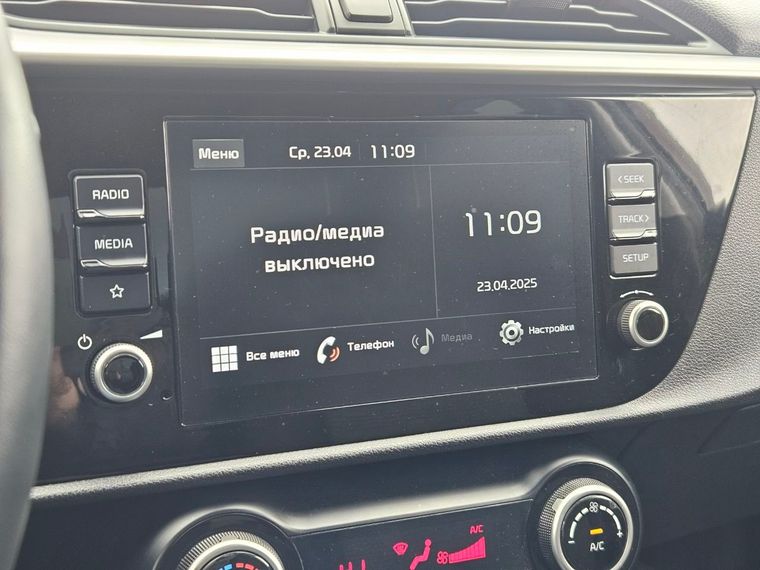 Меню Ср, 23.04 11:09
RADIO
MEDIA
Радио/медиа
выключено
11:09
23.04.2025
Все меню Телефон Медиа Настройки
< SEEK
TRACK >
SETUP
A/C
A/C